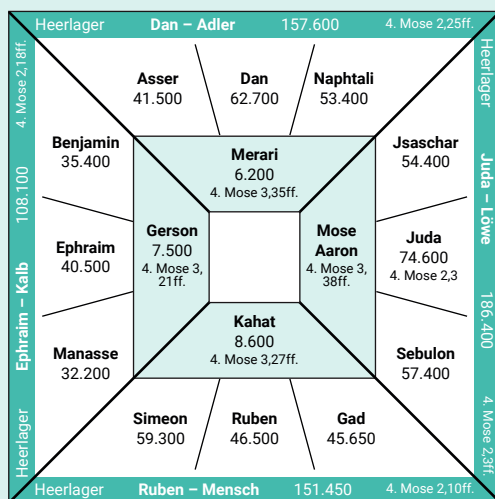 Heerlager Dan – Adler 157.600 4. Mose 2,25ff.
Asser
41.500
Dan
62.700
Naphtali
53.400
4. Mose 2,18ff.
108.100
Ephraim – Kalb
Heerlager
Benjamin
35.400
Ephraim
40.500
Manasse
32.200
Merari
6.200
4. Mose 3,35ff.
Gerson
7.500
4. Mose 3,
21ff.
Mose
Aaron
4. Mose 3,
38ff.
Kahat
8.600
4. Mose 3,27ff.
Jsaschar
54.400
Juda
74.600
4. Mose 2,3
Sebulon
57.400
Heerlager
Juda – Löwe
186.400
4. Mose 2,3ff.
Simeon
59.300
Ruben
46.500
Gad
45.650
Heerlager Ruben – Mensch 151.450 4. Mose 2,10ff.